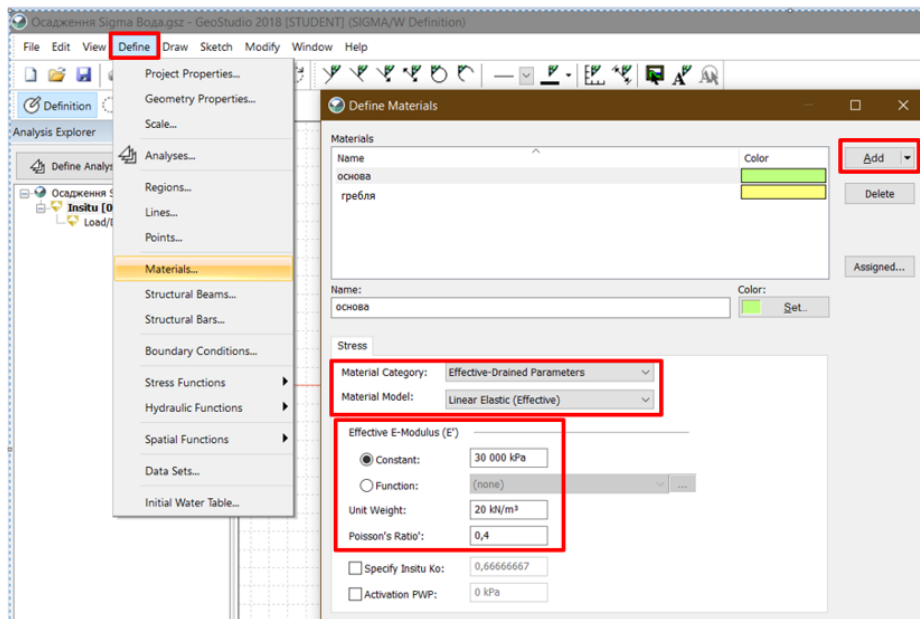 Осадження Sigma Вода.gsz - GeoStudio 2018 [STUDENT] (SIGMA/W Definition)
File Edit View Define Draw Sketch Modify Window Help
Definition
Analysis Explorer
Define Analys
Осадження S
Insitu [0
Load/D
Project Properties...
Geometry Properties...
Scale...
Analyses...
Regions...
Lines...
Points...
Materials...
Structural Beams...
Structural Bars...
Boundary Conditions...
Stress Functions
Hydraulic Functions
Spatial Functions
Data Sets...
Initial Water Table...
Define Materials
Materials
Name Color
основа
гребля
Add
Delete
Assigned...
Name: Color:
основа Set..
Stress
Material Category: Effective-Drained Parameters
Material Model: Linear Elastic (Effective)
Effective E-Modulus (E')
Constant: 30 000 kPa
Function: (none) ...
Unit Weight: 20 kN/m³
Poisson's Ratio': 0,4
Specify Insitu Ko: 0,66666667
Activation PWP: 0 kPa